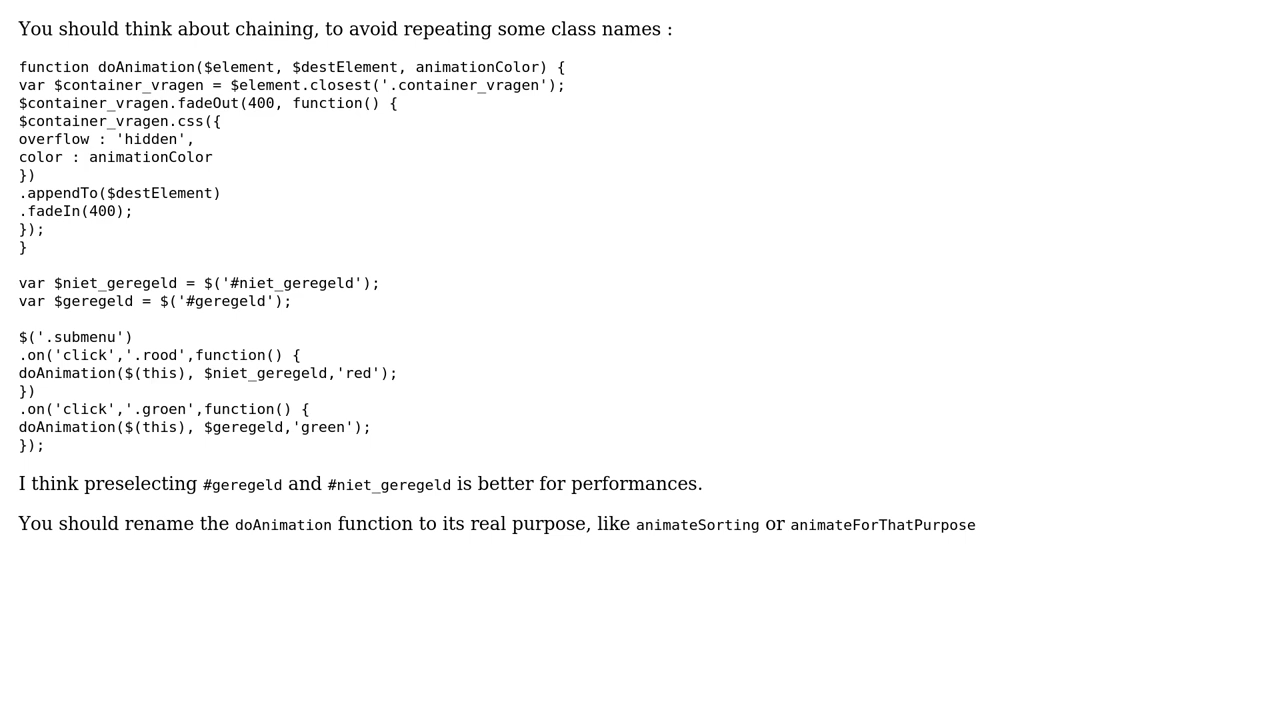 You should think about chaining, to avoid repeating some class names :
function doAnimation($element, $destElement, animationColor) {
var $container_vragen = $element.closest('.container_vragen');
$container_vragen.fadeOut(400, function() {
$container_vragen.css({
overflow : 'hidden',
color : animationColor
})
.appendTo($destElement)
.fadeIn(400);
});
}
var $niet_geregeld = $('#niet_geregeld');
var $geregeld = $('#geregeld');
$('.submenu')
.on('click','.rood',function() {
doAnimation($(this), $niet_geregeld,'red');
})
.on('click','.groen',function() {
doAnimation($(this), $geregeld,'green');
});
I think preselecting #geregeld and #niet_geregeld is better for performances.
You should rename the doAnimation function to its real purpose, like animateSorting or animateForThatPurpose